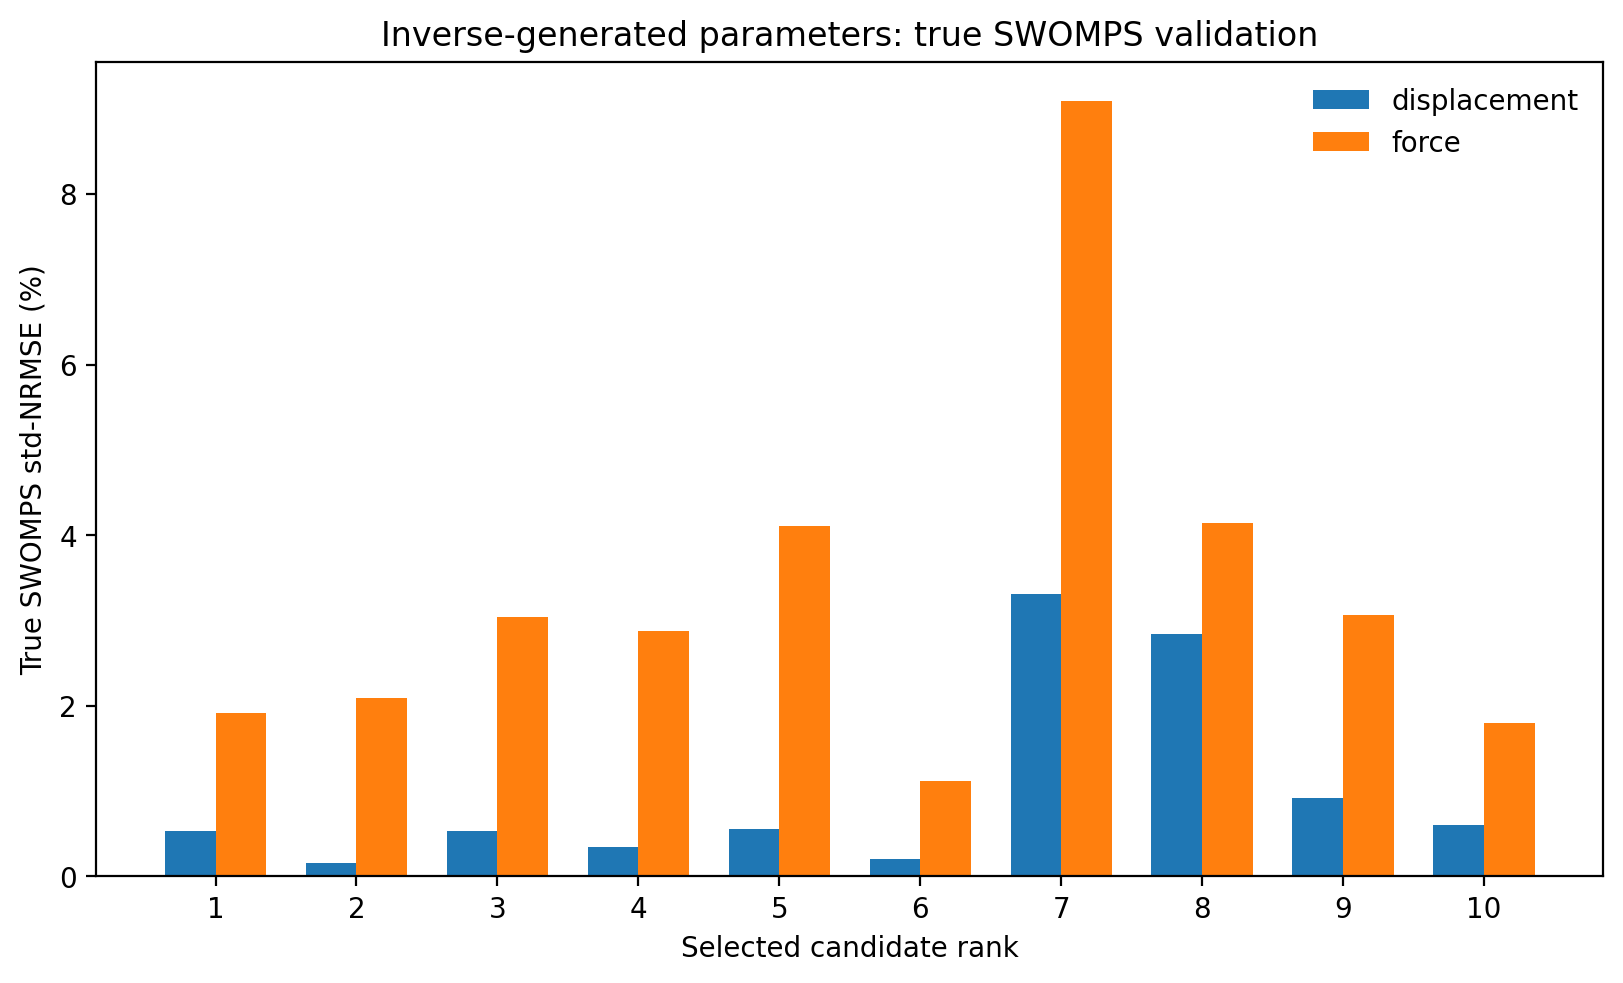 Inverse-generated parameters: true SWOMPS validation
displacement
force
True SWOMPS std-NRMSE (%)
8
6
4
2
0
1 2 3 4 5 6 7 8 9 10
Selected candidate rank